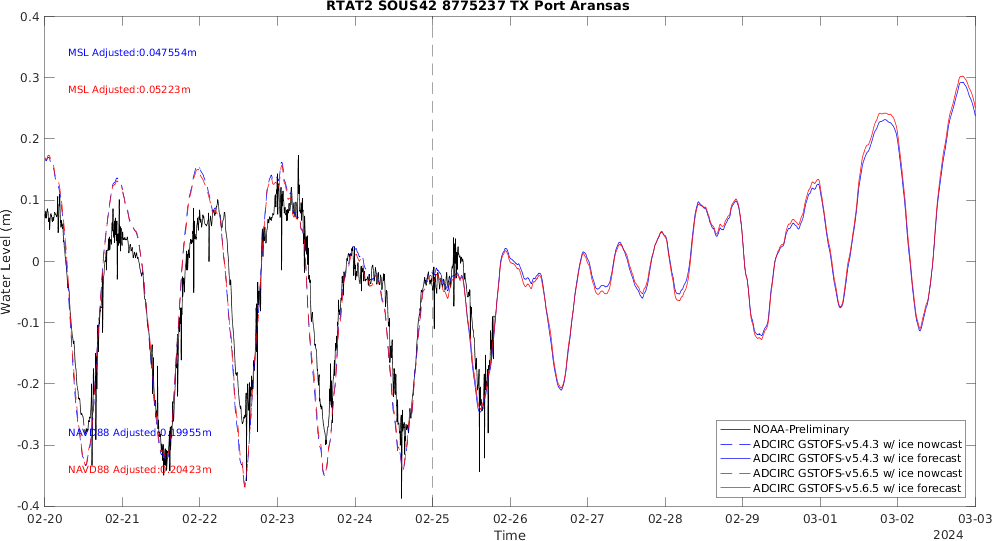 RTAT2 SOUS42 8775237 TX Port Aransas
0.4
0.3
0.2
0.1
0
-0.1
-0.2
-0.3
-0.4
Water Level (m)
MSL Adjusted:0.047554m
MSL Adjusted:0.05223m
NAVD88 Adjusted:0.19955m
NAVD88 Adjusted:0.20423m
NOAA-Preliminary
ADCIRC GSTOFS-v5.4.3 w/ ice nowcast
ADCIRC GSTOFS-v5.4.3 w/ ice forecast
ADCIRC GSTOFS-v5.6.5 w/ ice nowcast
ADCIRC GSTOFS-v5.6.5 w/ ice forecast
02-20 02-21 02-22 02-23 02-24 02-25 02-26 02-27 02-28 02-29 03-01 03-02 03-03
Time
2024